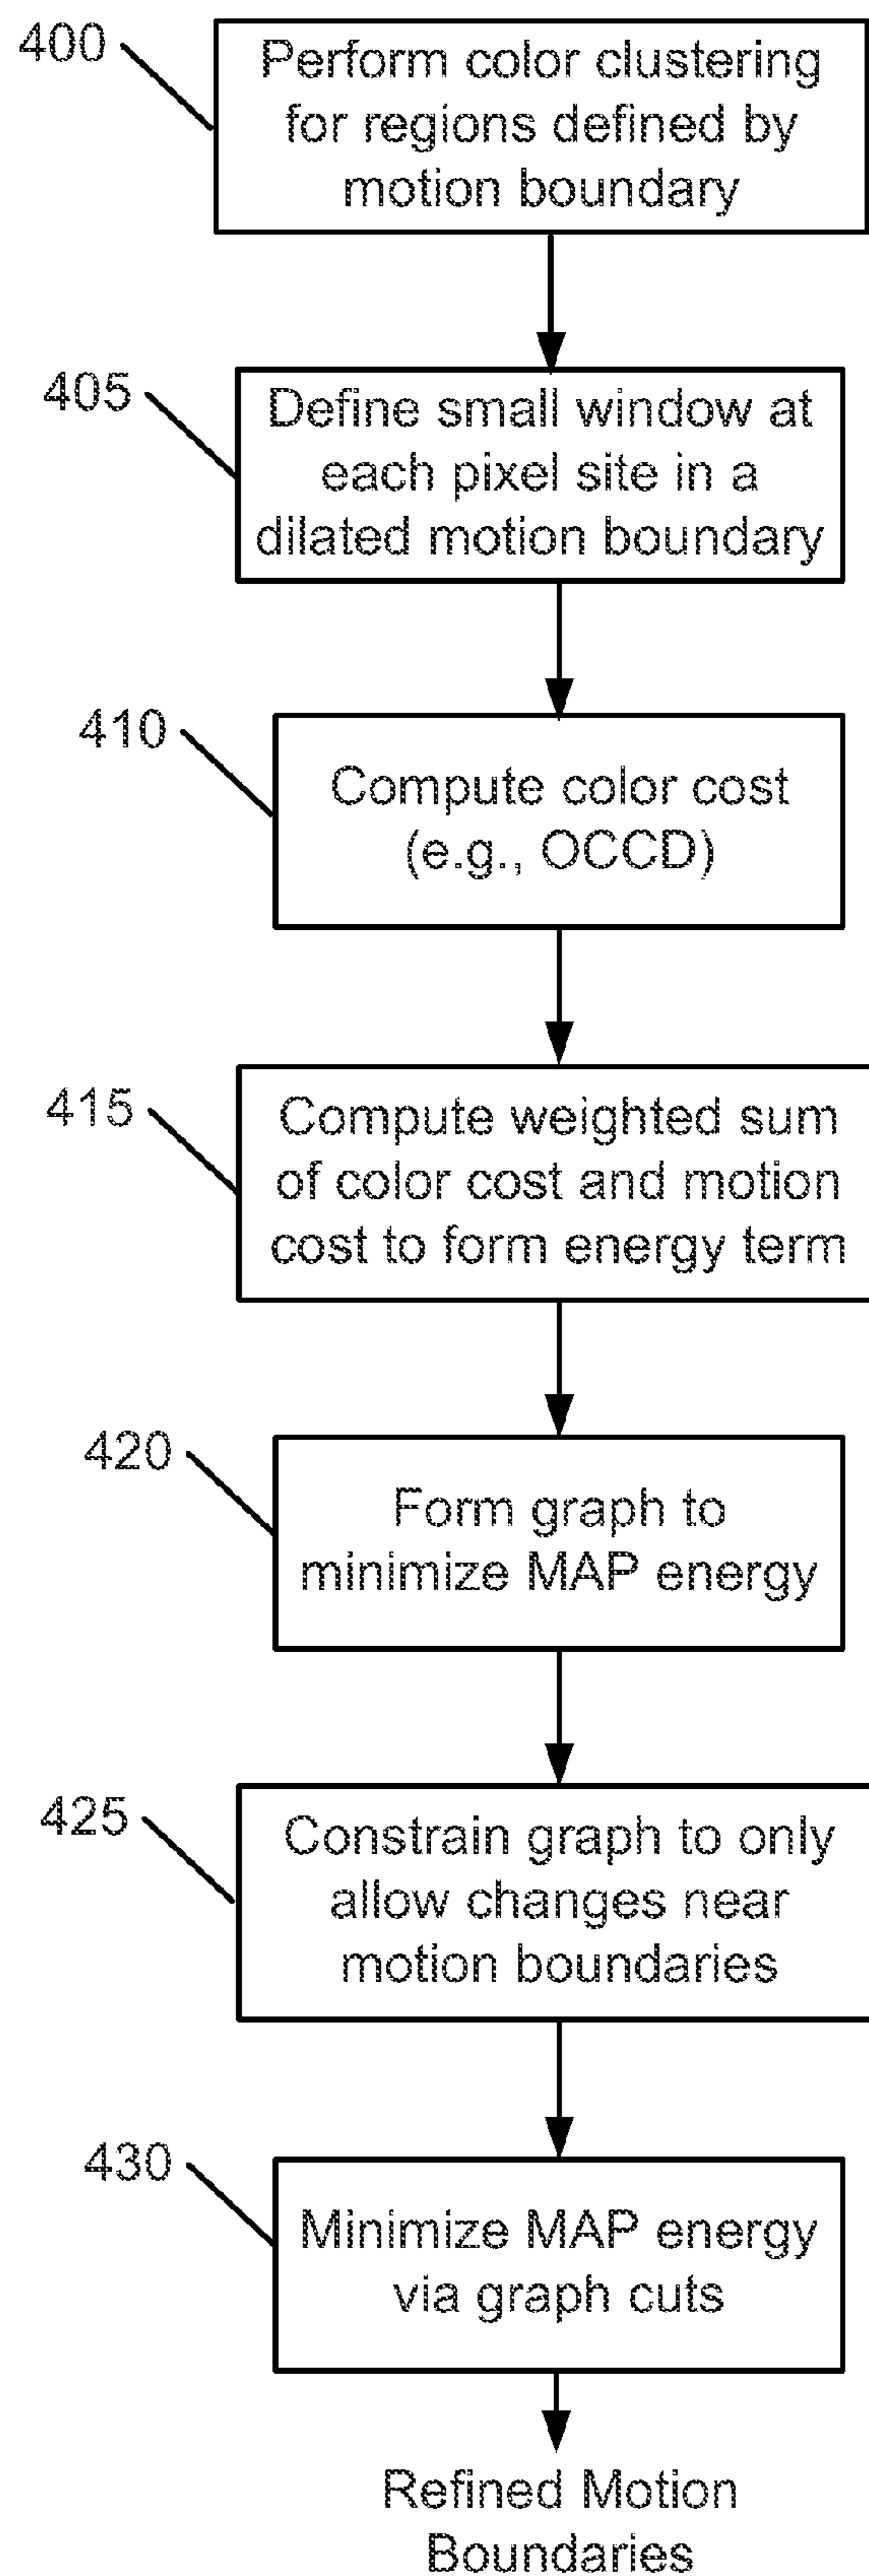 400
Perform color clustering
for regions defined by
motion boundary
405
Define small window at
each pixel site in a
dilated motion boundary
410
Compute color cost
(e.g., OCCD)
415
Compute weighted sum
of color cost and motion
cost to form energy term
420
Form graph to
minimize MAP energy
425
Constrain graph to only
allow changes near
motion boundaries
430
Minimize MAP energy
via graph cuts
Refined Motion
Boundaries